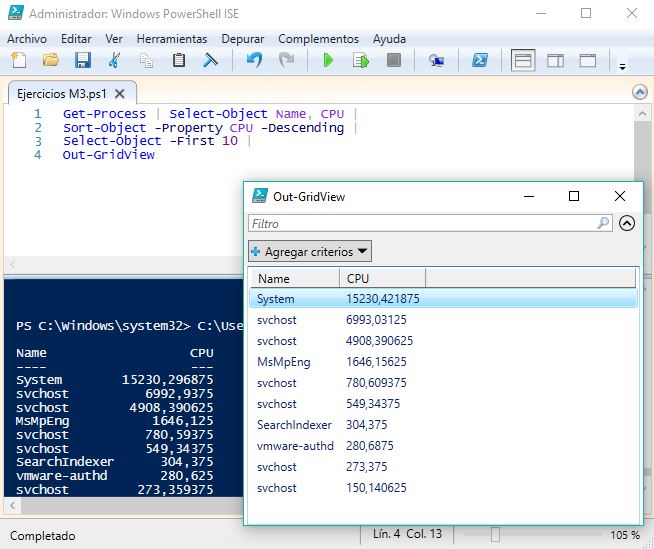 Administrador: Windows PowerShell ISE
Archivo Editar Ver Herramientas Depurar Complementos Ayuda
Ejercicios M3.ps1
1 Get-Process | Select-Object Name, CPU |
2 Sort-Object -Property CPU -Descending |
3 Select-Object -First 10 |
4 Out-GridView
Out-GridView
Filtro
Agregar criterios
Name CPU
System 15230,421875
svchost 6993,03125
svchost 4908,390625
MsMpEng 1646,15625
svchost 780,609375
svchost 549,34375
SearchIndexer 304,375
vmware-authd 280,6875
svchost 273,375
svchost 150,140625
PS C:\Windows\system32> C:\Use
Name CPU
---- ---
System 15230,296875
svchost 6992,9375
svchost 4908,390625
MsMpEng 1646,125
svchost 780,59375
svchost 549,34375
SearchIndexer 304,375
vmware-authd 280,625
svchost 273,359375
Completado
Lín. 4 Col. 13
105 %